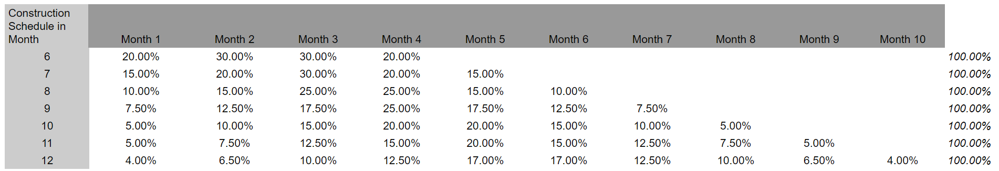 Construction
Schedule in
Month Month 1 Month 2 Month 3 Month 4 Month 5 Month 6 Month 7 Month 8 Month 9 Month 10
6 20.00% 30.00% 30.00% 20.00% 100.00%
7 15.00% 20.00% 30.00% 20.00% 15.00% 100.00%
8 10.00% 15.00% 25.00% 25.00% 15.00% 10.00% 100.00%
9 7.50% 12.50% 17.50% 25.00% 17.50% 12.50% 7.50% 100.00%
10 5.00% 10.00% 15.00% 20.00% 20.00% 15.00% 10.00% 5.00% 100.00%
11 5.00% 7.50% 12.50% 15.00% 20.00% 15.00% 12.50% 7.50% 5.00% 100.00%
12 4.00% 6.50% 10.00% 12.50% 17.00% 17.00% 12.50% 10.00% 6.50% 4.00% 100.00%